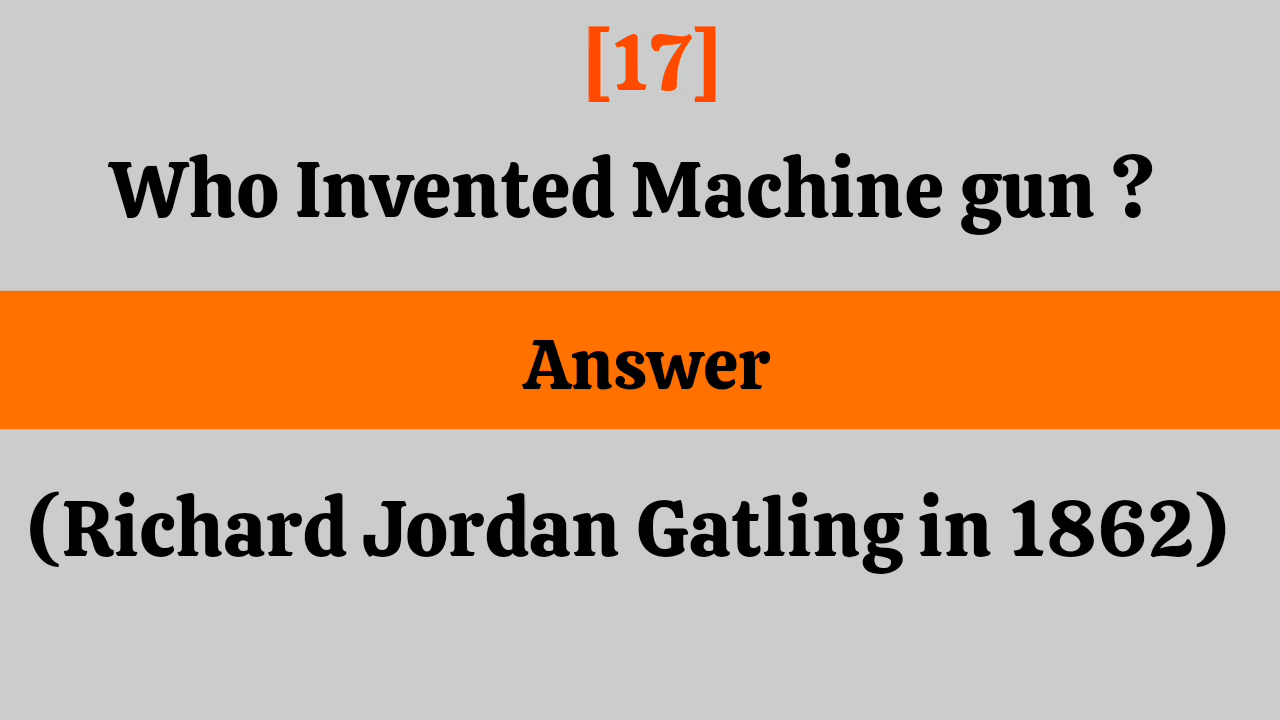 [17]
Who Invented Machine gun ?
Answer
(Richard Jordan Gatling in 1862)